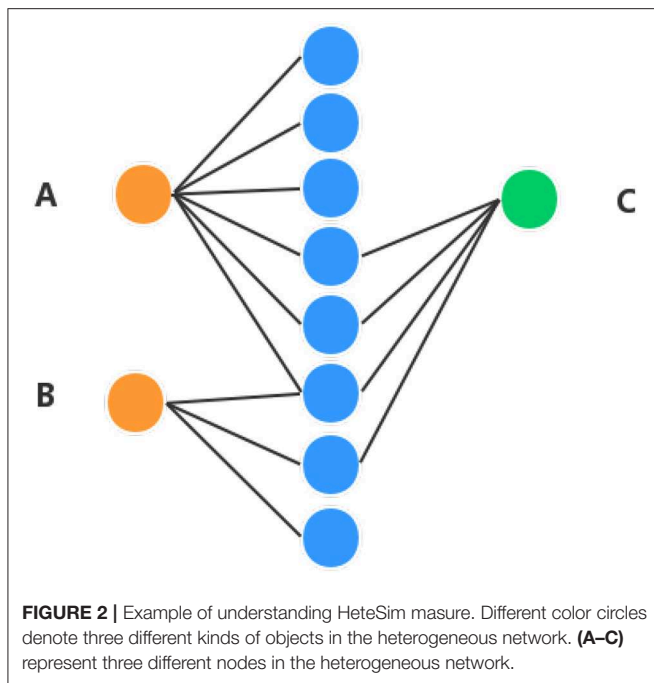 A
C
B
FIGURE 2 | Example of understanding HeteSim masure. Different color circles
denote three different kinds of objects in the heterogeneous network. (A–C)
represent three different nodes in the heterogeneous network.